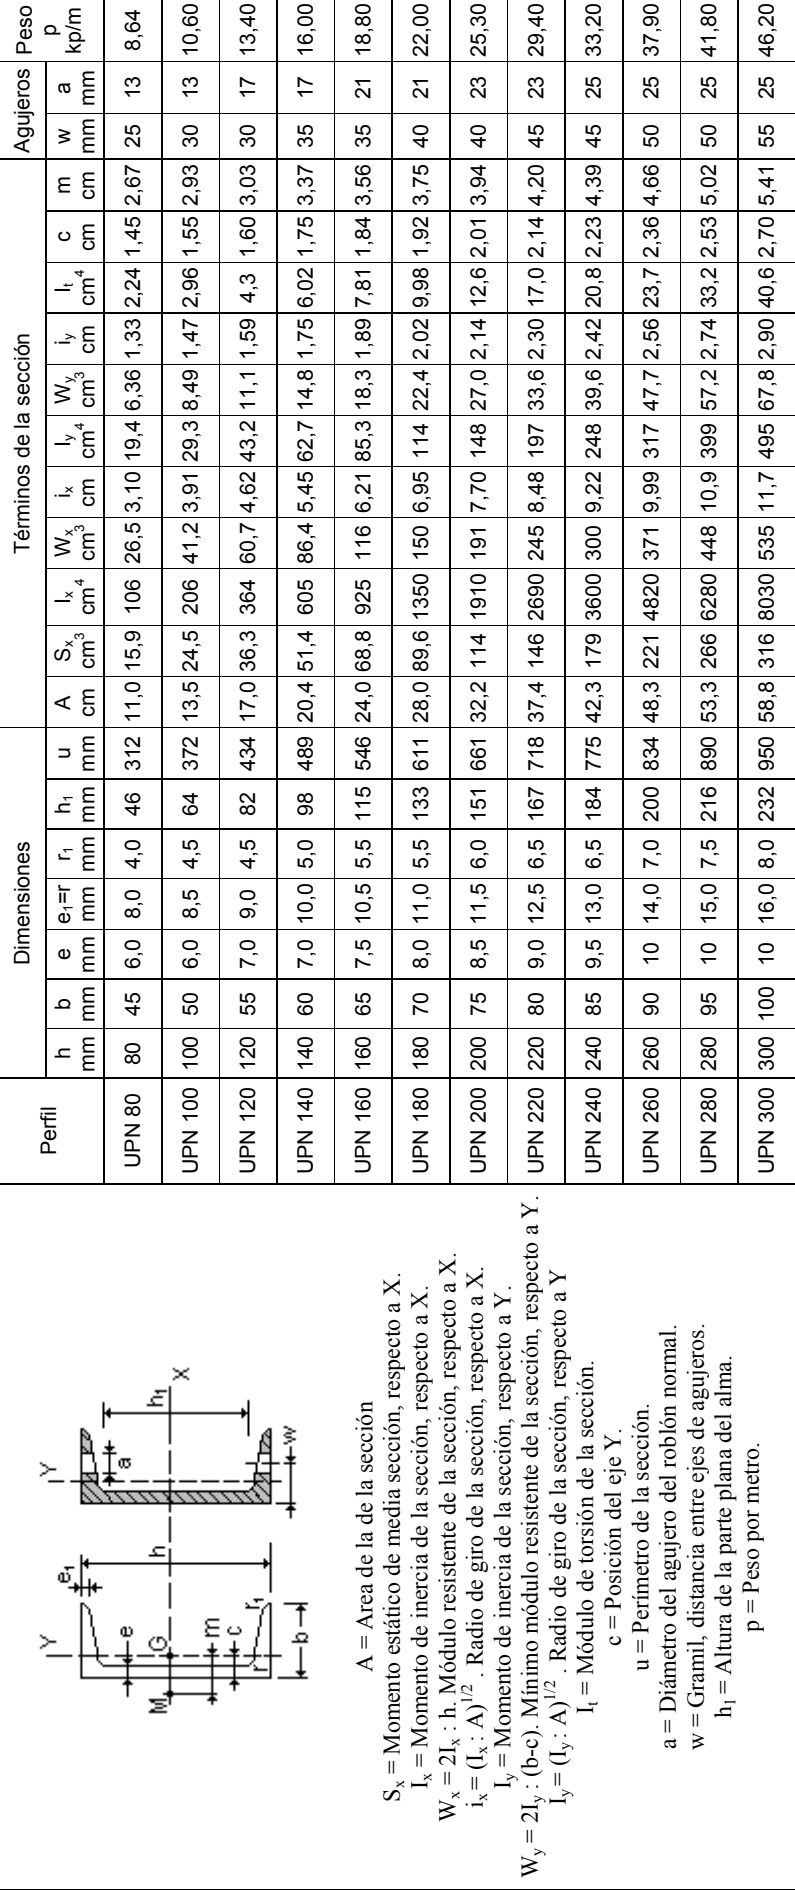 Y
e₁
e
h
G
M
m
c
r
r₁
b
Y
a
h₁
X
w
A = Area de la de la sección
Sₓ = Momento estático de media sección, respecto a X.
Iₓ = Momento de inercia de la sección, respecto a X.
Wₓ = 2Iₓ : h. Módulo resistente de la sección, respecto a X.
iₓ = (Iₓ : A)^1/2 . Radio de giro de la sección, respecto a X.
I_y = Momento de inercia de la sección, respecto a Y.
W_y = 2I_y : (b-c). Mínimo módulo resistente de la sección, respecto a Y.
I_y = (I_y : A)^1/2 . Radio de giro de la sección, respecto a Y
I_t = Módulo de torsión de la sección.
c = Posición del eje Y.
u = Perímetro de la sección.
a = Diámetro del agujero del roblón normal.
w = Gramil, distancia entre ejes de agujeros.
h₁ = Altura de la parte plana del alma.
p = Peso por metro.
Perfil Dimensiones Términos de la sección Agujeros Peso
h b e e₁=r r₁ h₁ u A Sₓ Iₓ Wₓ iₓ I_y W_y i_y I_t c m w a p
mm mm mm mm mm mm mm cm cm³ cm⁴ cm³ cm cm⁴ cm³ cm cm⁴ cm cm mm mm kp/m
UPN 80 80 45 6,0 8,0 4,0 46 312 11,0 15,9 106 26,5 3,10 19,4 6,36 1,33 2,24 1,45 2,67 25 13 8,64
UPN 100 100 50 6,0 8,5 4,5 64 372 13,5 24,5 206 41,2 3,91 29,3 8,49 1,47 2,96 1,55 2,93 30 13 10,60
UPN 120 120 55 7,0 9,0 4,5 82 434 17,0 36,3 364 60,7 4,62 43,2 11,1 1,59 4,3 1,60 3,03 30 17 13,40
UPN 140 140 60 7,0 10,0 5,0 98 489 20,4 51,4 605 86,4 5,45 62,7 14,8 1,75 6,02 1,75 3,37 35 17 16,00
UPN 160 160 65 7,5 10,5 5,5 115 546 24,0 68,8 925 116 6,21 85,3 18,3 1,89 7,81 1,84 3,56 35 21 18,80
UPN 180 180 70 8,0 11,0 5,5 133 611 28,0 89,6 1350 150 6,95 114 22,4 2,02 9,98 1,92 3,75 40 21 22,00
UPN 200 200 75 8,5 11,5 6,0 151 661 32,2 114 1910 191 7,70 148 27,0 2,14 12,6 2,01 3,94 40 23 25,30
UPN 220 220 80 9,0 12,5 6,5 167 718 37,4 146 2690 245 8,48 197 33,6 2,30 17,0 2,14 4,20 45 23 29,40
UPN 240 240 85 9,5 13,0 6,5 184 775 42,3 179 3600 300 9,22 248 39,6 2,42 20,8 2,23 4,39 45 25 33,20
UPN 260 260 90 10 14,0 7,0 200 834 48,3 221 4820 371 9,99 317 47,7 2,56 23,7 2,36 4,66 50 25 37,90
UPN 280 280 95 10 15,0 7,5 216 890 53,3 266 6280 448 10,9 399 57,2 2,74 33,2 2,53 5,02 50 25 41,80
UPN 300 300 100 10 16,0 8,0 232 950 58,8 316 8030 535 11,7 495 67,8 2,90 40,6 2,70 5,41 55 25 46,20